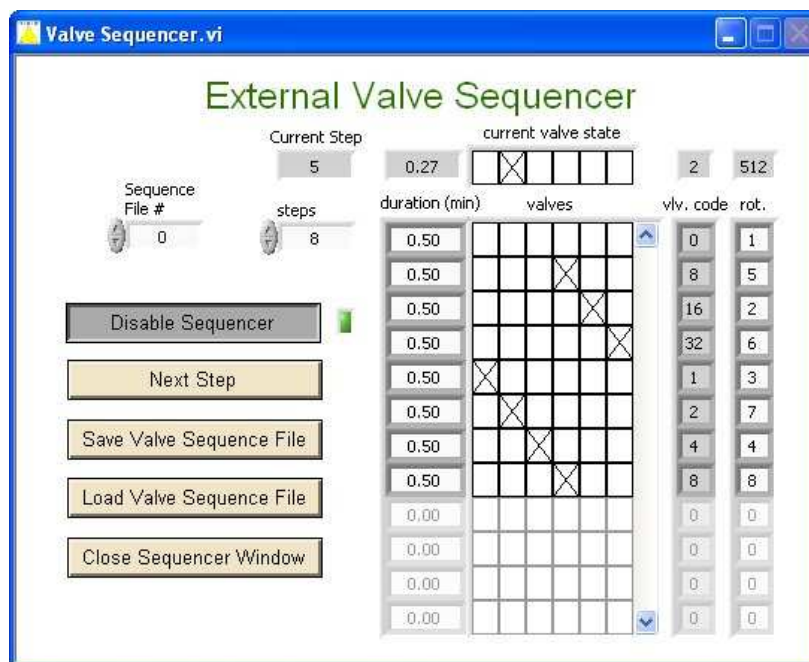 Valve Sequencer.vi
External Valve Sequencer
Current Step
current valve state
5 0.27 2 512
Sequence
File #
steps
duration (min) valves vlv. code rot.
0 8
0.50 0 1
0.50 8 5
0.50 16 2
0.50 32 6
0.50 1 3
0.50 2 7
0.50 4 4
0.50 8 8
0.00 0 0
0.00 0 0
0.00 0 0
0.00 0 0
Disable Sequencer
Next Step
Save Valve Sequence File
Load Valve Sequence File
Close Sequencer Window